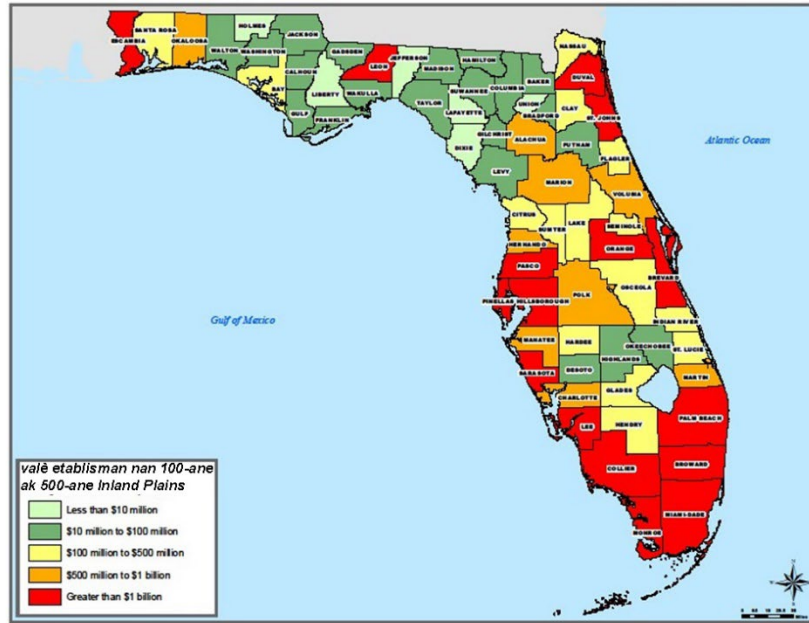 HOLMES
JACKSON
SANTA ROSA
ESCAMBIA
OKALOOSA
WALTON
WASHINGTON
GADSDEN
NASSAU
LEON
JEFFERSON
MADISON
HAMILTON
CALHOUN
BAY
LIBERTY
WAKULLA
DUVAL
BAKER
COLUMBIA
SUWANNEE
TAYLOR
GULF
FRANKLIN
LAFAYETTE
UNION
BRADFORD
CLAY
ST. JOHNS
DIXIE
GILCHRIST
ALACHUA
PUTNAM
FLAGLER
Atlantic Ocean
LEVY
MARION
VOLUSIA
CITRUS
SUMTER
LAKE
SEMINOLE
HERNANDO
ORANGE
PASCO
BREVARD
OSCEOLA
PINELLAS
HILLSBOROUGH
POLK
Gulf of Mexico
INDIAN RIVER
MANATEE
HARDEE
OKEECHOBEE
HIGHLANDS
ST. LUCIE
SARASOTA
DESOTO
MARTIN
GLADES
CHARLOTTE
PALM BEACH
LEE
HENDRY
BROWARD
COLLIER
MIAMI-DADE
MONROE
valè etablisman nan 100-ane
ak 500-ane Inland Plains
Less than $10 million
$10 million to $100 million
$100 million to $500 million
$500 million to $1 billion
Greater than $1 billion